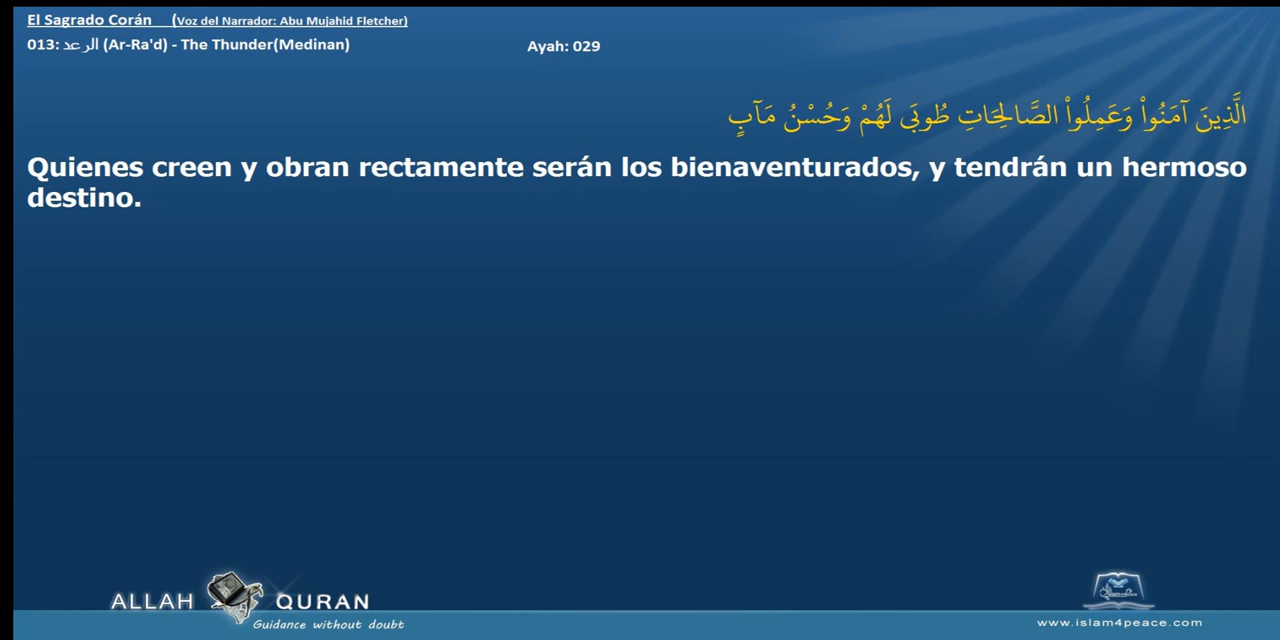 El Sagrado Corán (Voz del Narrador: Abu Mujahid Fletcher)
013: الرعد (Ar-Ra'd) - The Thunder(Medinan) Ayah: 029
الَّذِينَ آمَنُواْ وَعَمِلُواْ الصَّالِحَاتِ طُوبَى لَهُمْ وَحُسْنُ مَآبٍ
Quienes creen y obran rectamente serán los bienaventurados, y tendrán un hermoso
destino.
ALLAH QURAN
Guidance without doubt
www.islam4peace.com